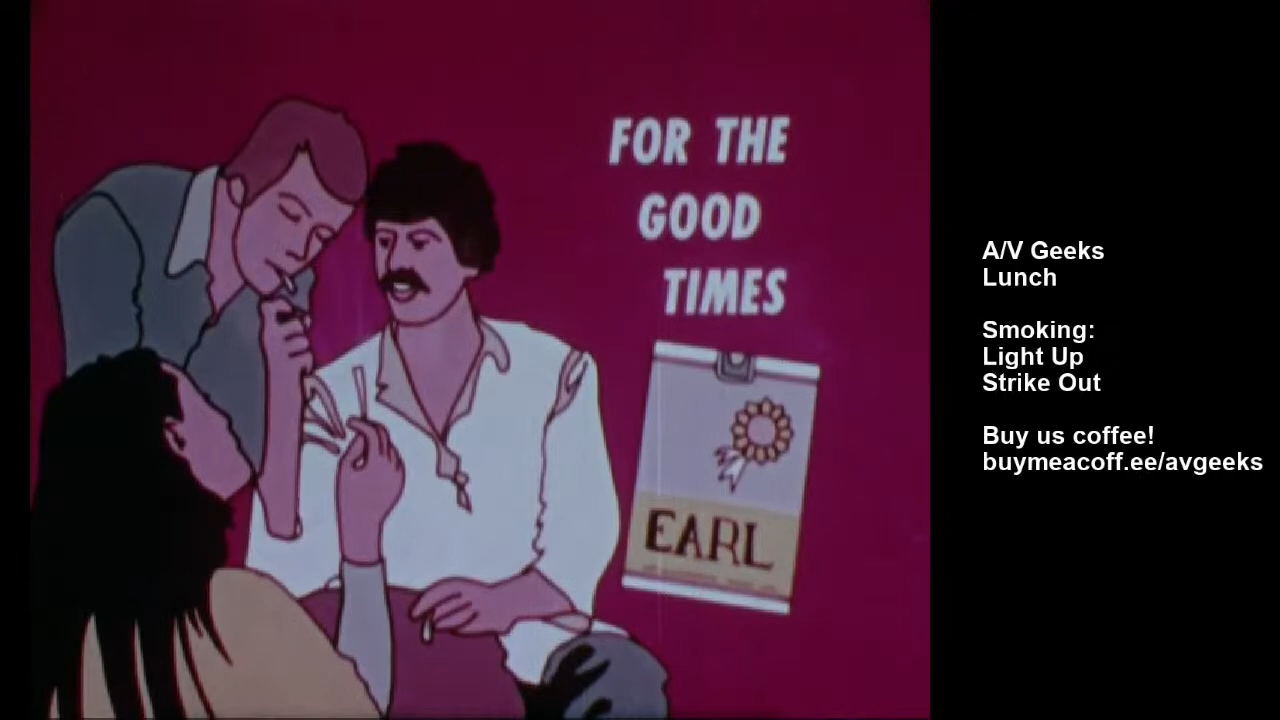 FOR THE
GOOD
TIMES
EARL
A/V Geeks
Lunch
Smoking:
Light Up
Strike Out
Buy us coffee!
buymeacoff.ee/avgeeks